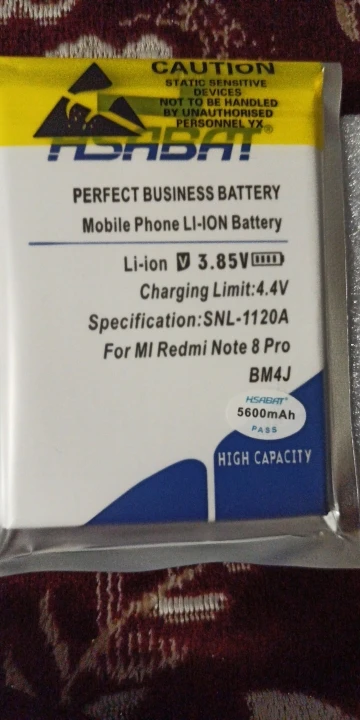 CAUTION
STATIC SENSITIVE
DEVICES
NOT TO BE HANDLED
BY UNAUTHORISED
PERSONNEL YX
HSABAT®
PERFECT BUSINESS BATTERY
Mobile Phone LI-ION Battery
Li-ion V 3.85V
Charging Limit:4.4V
Specification:SNL-1120A
For MI Redmi Note 8 Pro
BM4J
HSABAT
5600mAh
PASS
HIGH CAPACITY